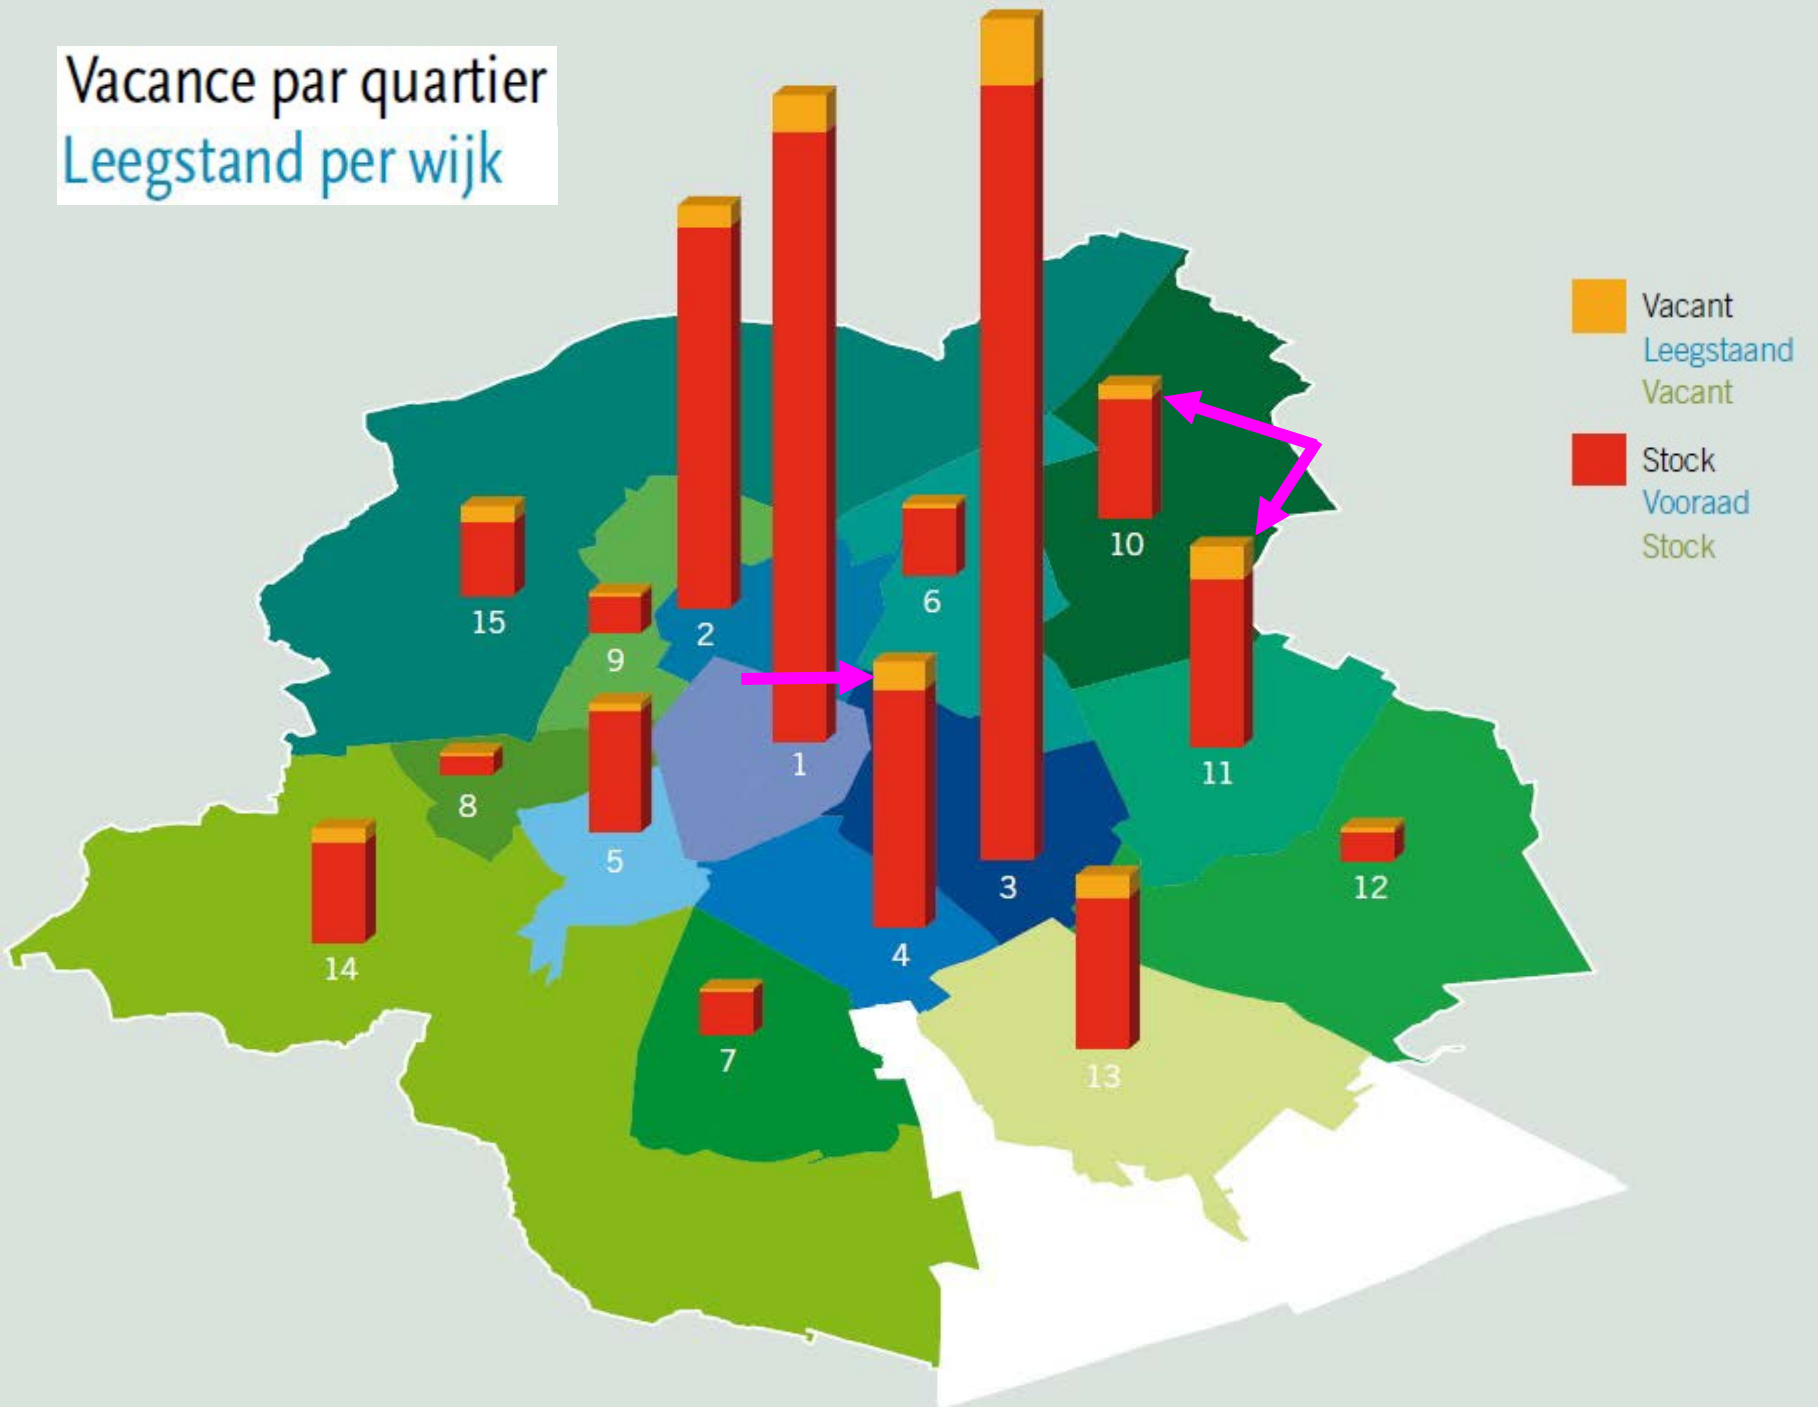 Vacance par quartier
Leegstand per wijk
Vacant
Leegstaand
Vacant
Stock
Vooraad
Stock
10
6
15
2
9
1
11
8
5
3
12
4
14
7
13